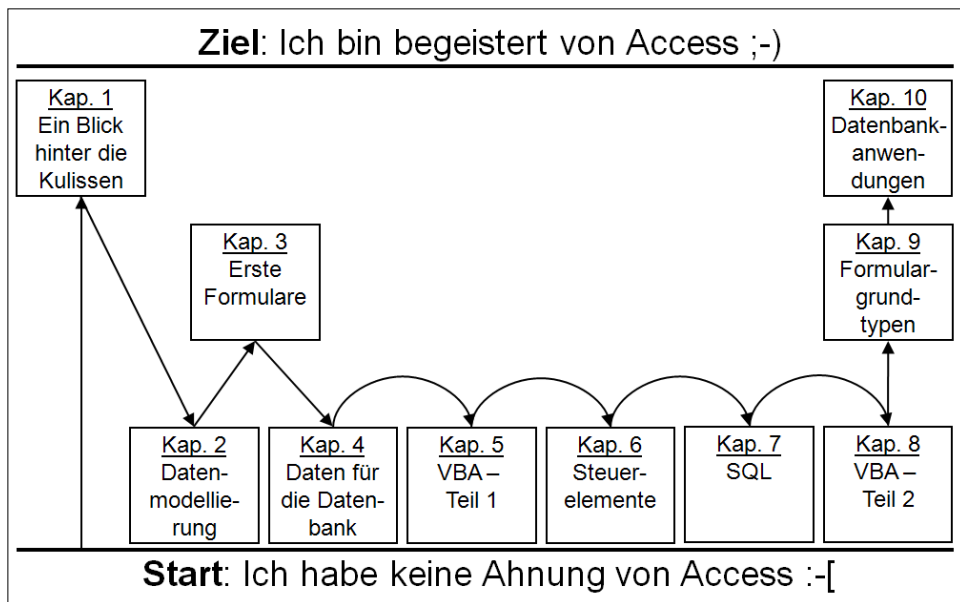 Ziel: Ich bin begeistert von Access ;-)
Kap. 1
Ein Blick
hinter die
Kulissen
Kap. 10
Datenbank-
anwen-
dungen
Kap. 3
Erste
Formulare
Kap. 9
Formular-
grund-
typen
Kap. 2
Daten-
modellie-
rung
Kap. 4
Daten für
die Daten-
bank
Kap. 5
VBA –
Teil 1
Kap. 6
Steuer-
elemente
Kap. 7
SQL
Kap. 8
VBA –
Teil 2
Start: Ich habe keine Ahnung von Access :-[